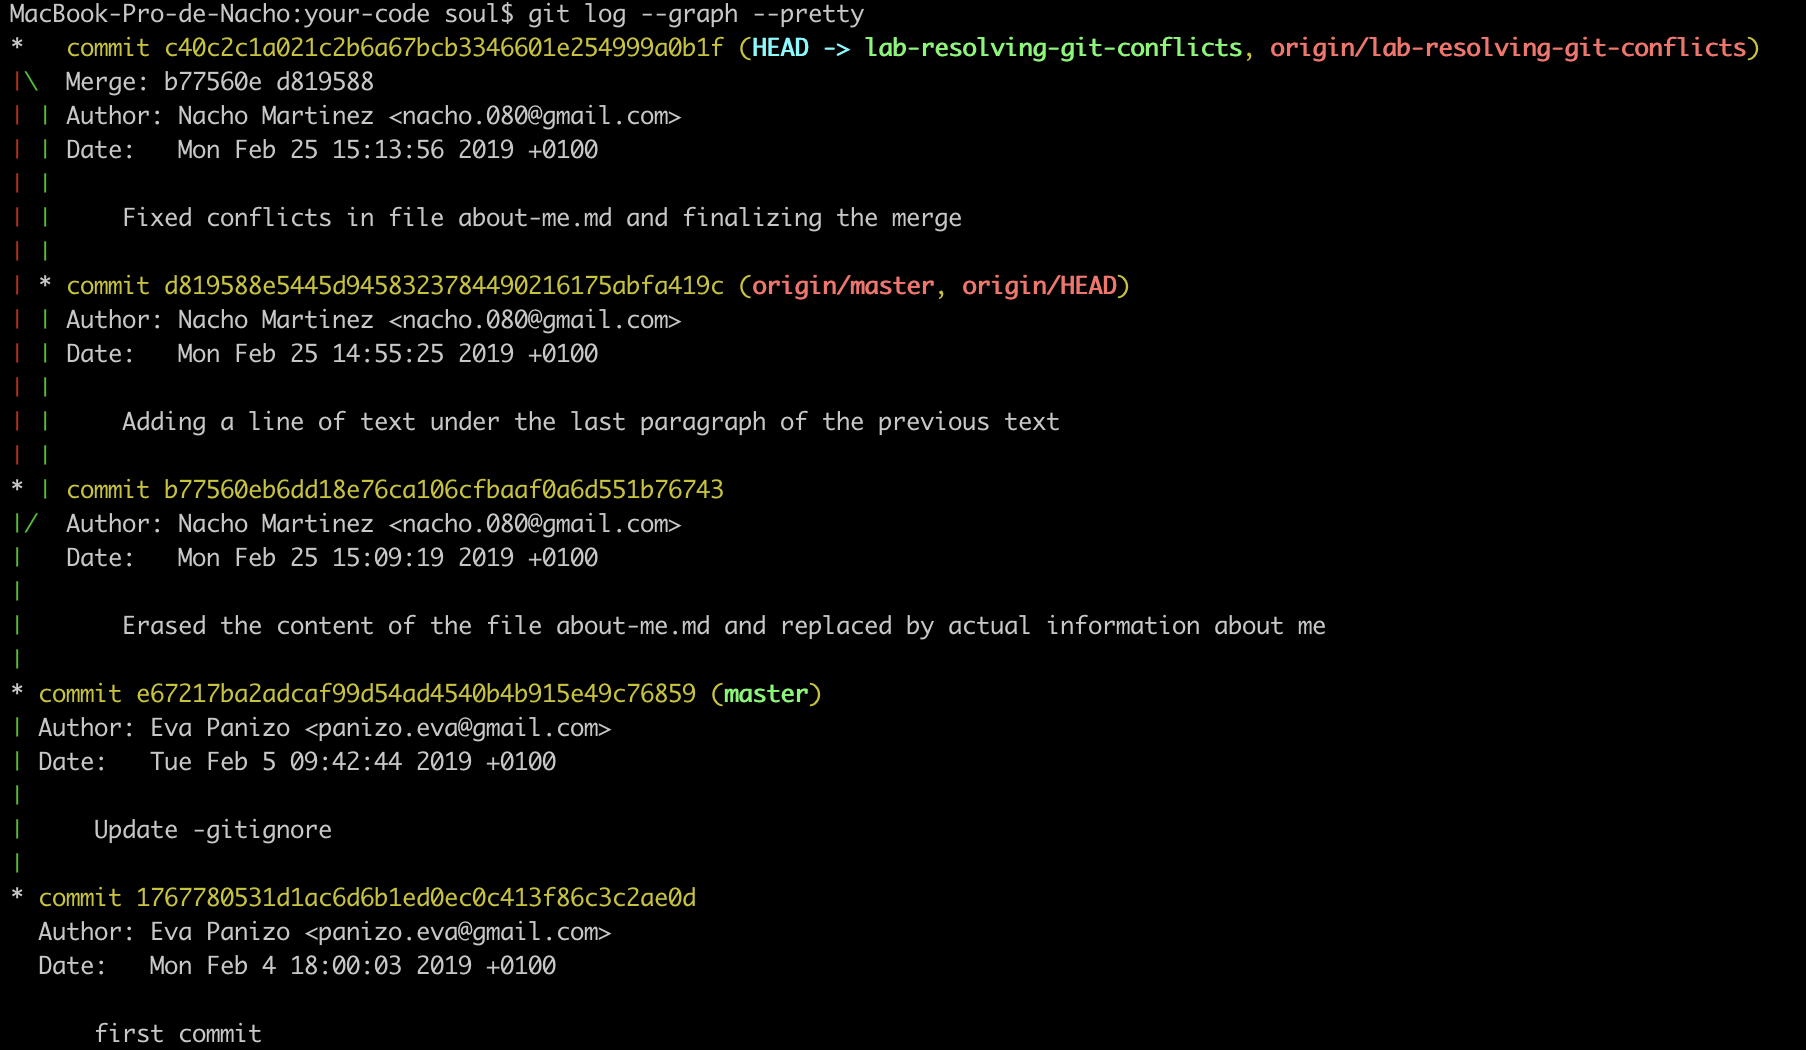 MacBook-Pro-de-Nacho:your-code soul$ git log --graph --pretty
*   commit c40c2c1a021c2b6a67bcb3346601e254999a0b1f (HEAD -> lab-resolving-git-conflicts, origin/lab-resolving-git-conflicts)
|\  Merge: b77560e d819588
| | Author: Nacho Martinez <nacho.080@gmail.com>
| | Date:   Mon Feb 25 15:13:56 2019 +0100
| |
| |     Fixed conflicts in file about-me.md and finalizing the merge
| |
| * commit d819588e5445d9458323784490216175abfa419c (origin/master, origin/HEAD)
| | Author: Nacho Martinez <nacho.080@gmail.com>
| | Date:   Mon Feb 25 14:55:25 2019 +0100
| |
| |     Adding a line of text under the last paragraph of the previous text
| |
* | commit b77560eb6dd18e76ca106cfbaaf0a6d551b76743
|/  Author: Nacho Martinez <nacho.080@gmail.com>
|   Date:   Mon Feb 25 15:09:19 2019 +0100
|
|       Erased the content of the file about-me.md and replaced by actual information about me
|
* commit e67217ba2adcaf99d54ad4540b4b915e49c76859 (master)
| Author: Eva Panizo <panizo.eva@gmail.com>
| Date:   Tue Feb 5 09:42:44 2019 +0100
|
|     Update -gitignore
|
* commit 1767780531d1ac6d6b1ed0ec0c413f86c3c2ae0d
  Author: Eva Panizo <panizo.eva@gmail.com>
  Date:   Mon Feb 4 18:00:03 2019 +0100

      first commit